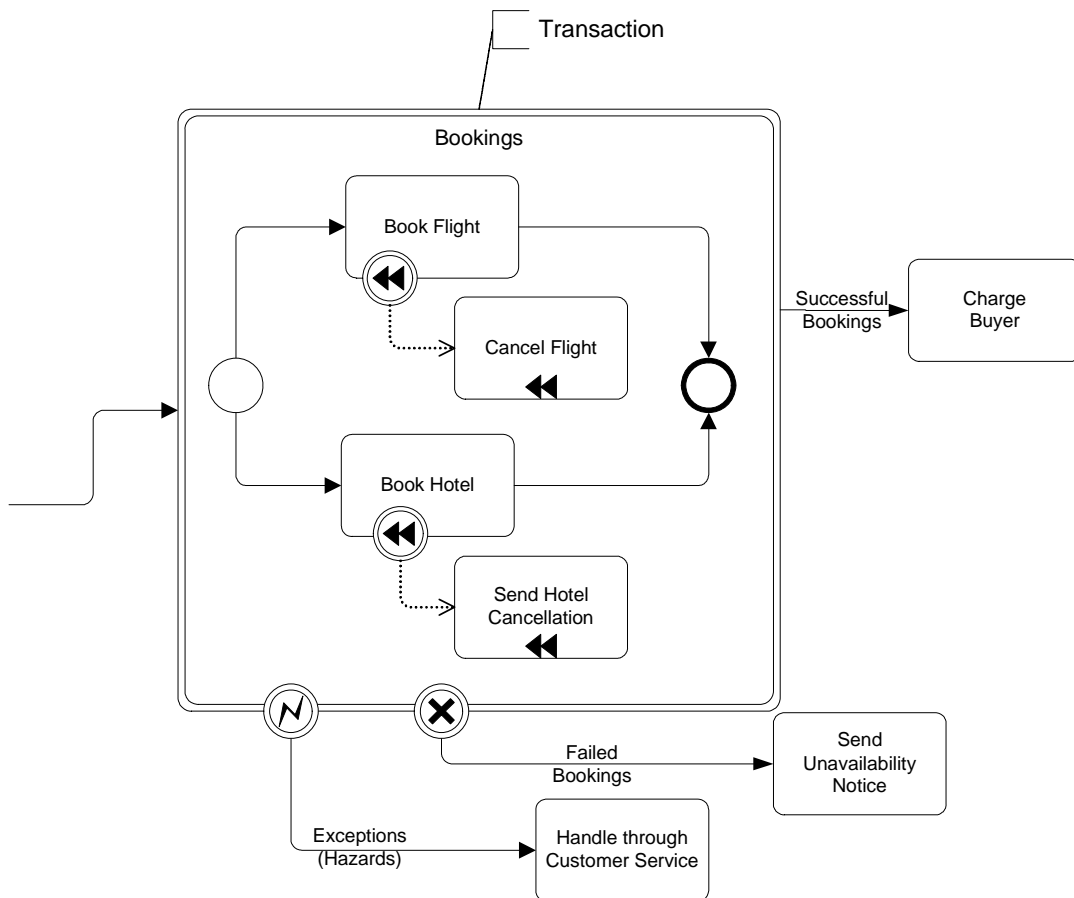 Transaction
Bookings
Book Flight
Cancel Flight
Successful
Bookings
Charge
Buyer
Book Hotel
Send Hotel
Cancellation
Failed
Bookings
Send
Unavailability
Notice
Exceptions
(Hazards)
Handle through
Customer Service